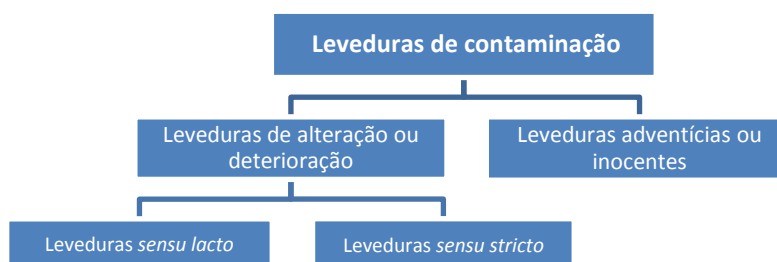 Leveduras de contaminação
Leveduras de alteração ou
deterioração
Leveduras adventícias ou
inocentes
Leveduras sensu lacto
Leveduras sensu stricto